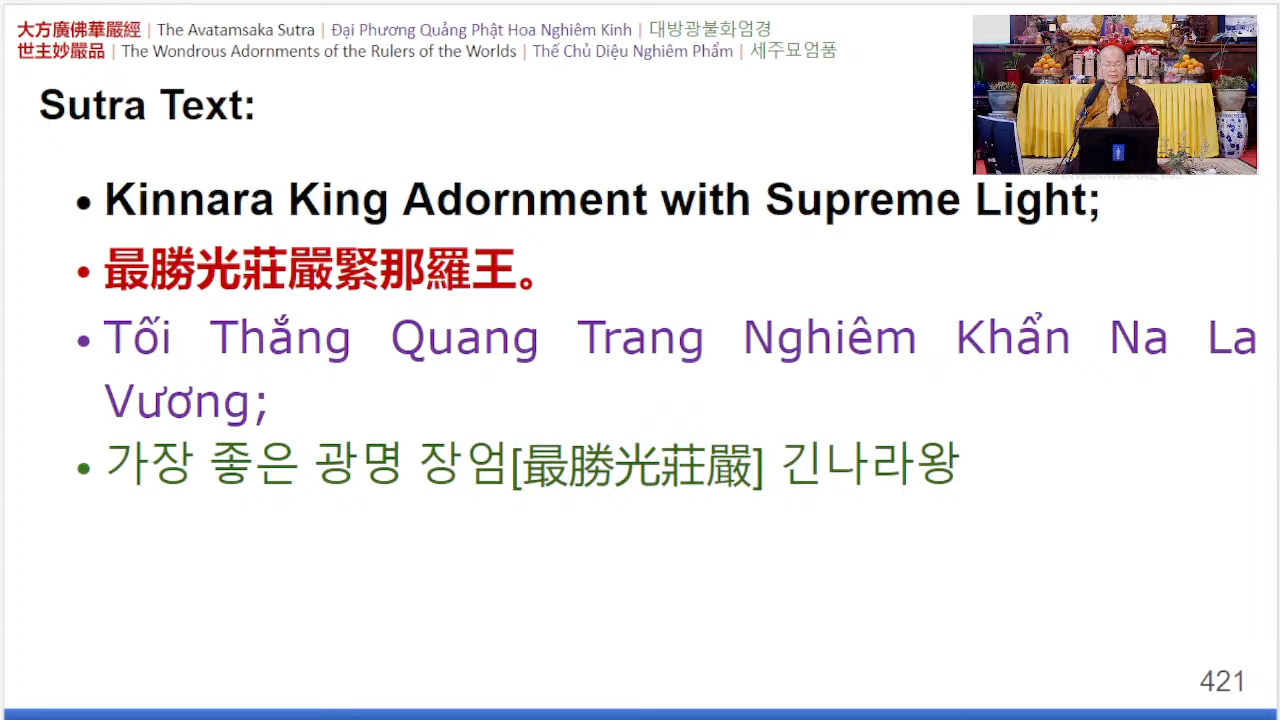 大方廣佛華嚴經 | The Avatamsaka Sutra | Đại Phương Quảng Phật Hoa Nghiêm Kinh | 대방광불화엄경
世主妙嚴品 | The Wondrous Adornments of the Rulers of the Worlds | Thế Chủ Diệu Nghiêm Phẩm | 세주묘엄품
Sutra Text:
• Kinnara King Adornment with Supreme Light;
• 最勝光莊嚴緊那羅王。
• Tối Thắng Quang Trang Nghiêm Khẩn Na La
Vương;
• 가장 좋은 광명 장엄[最勝光莊嚴] 긴나라왕
421